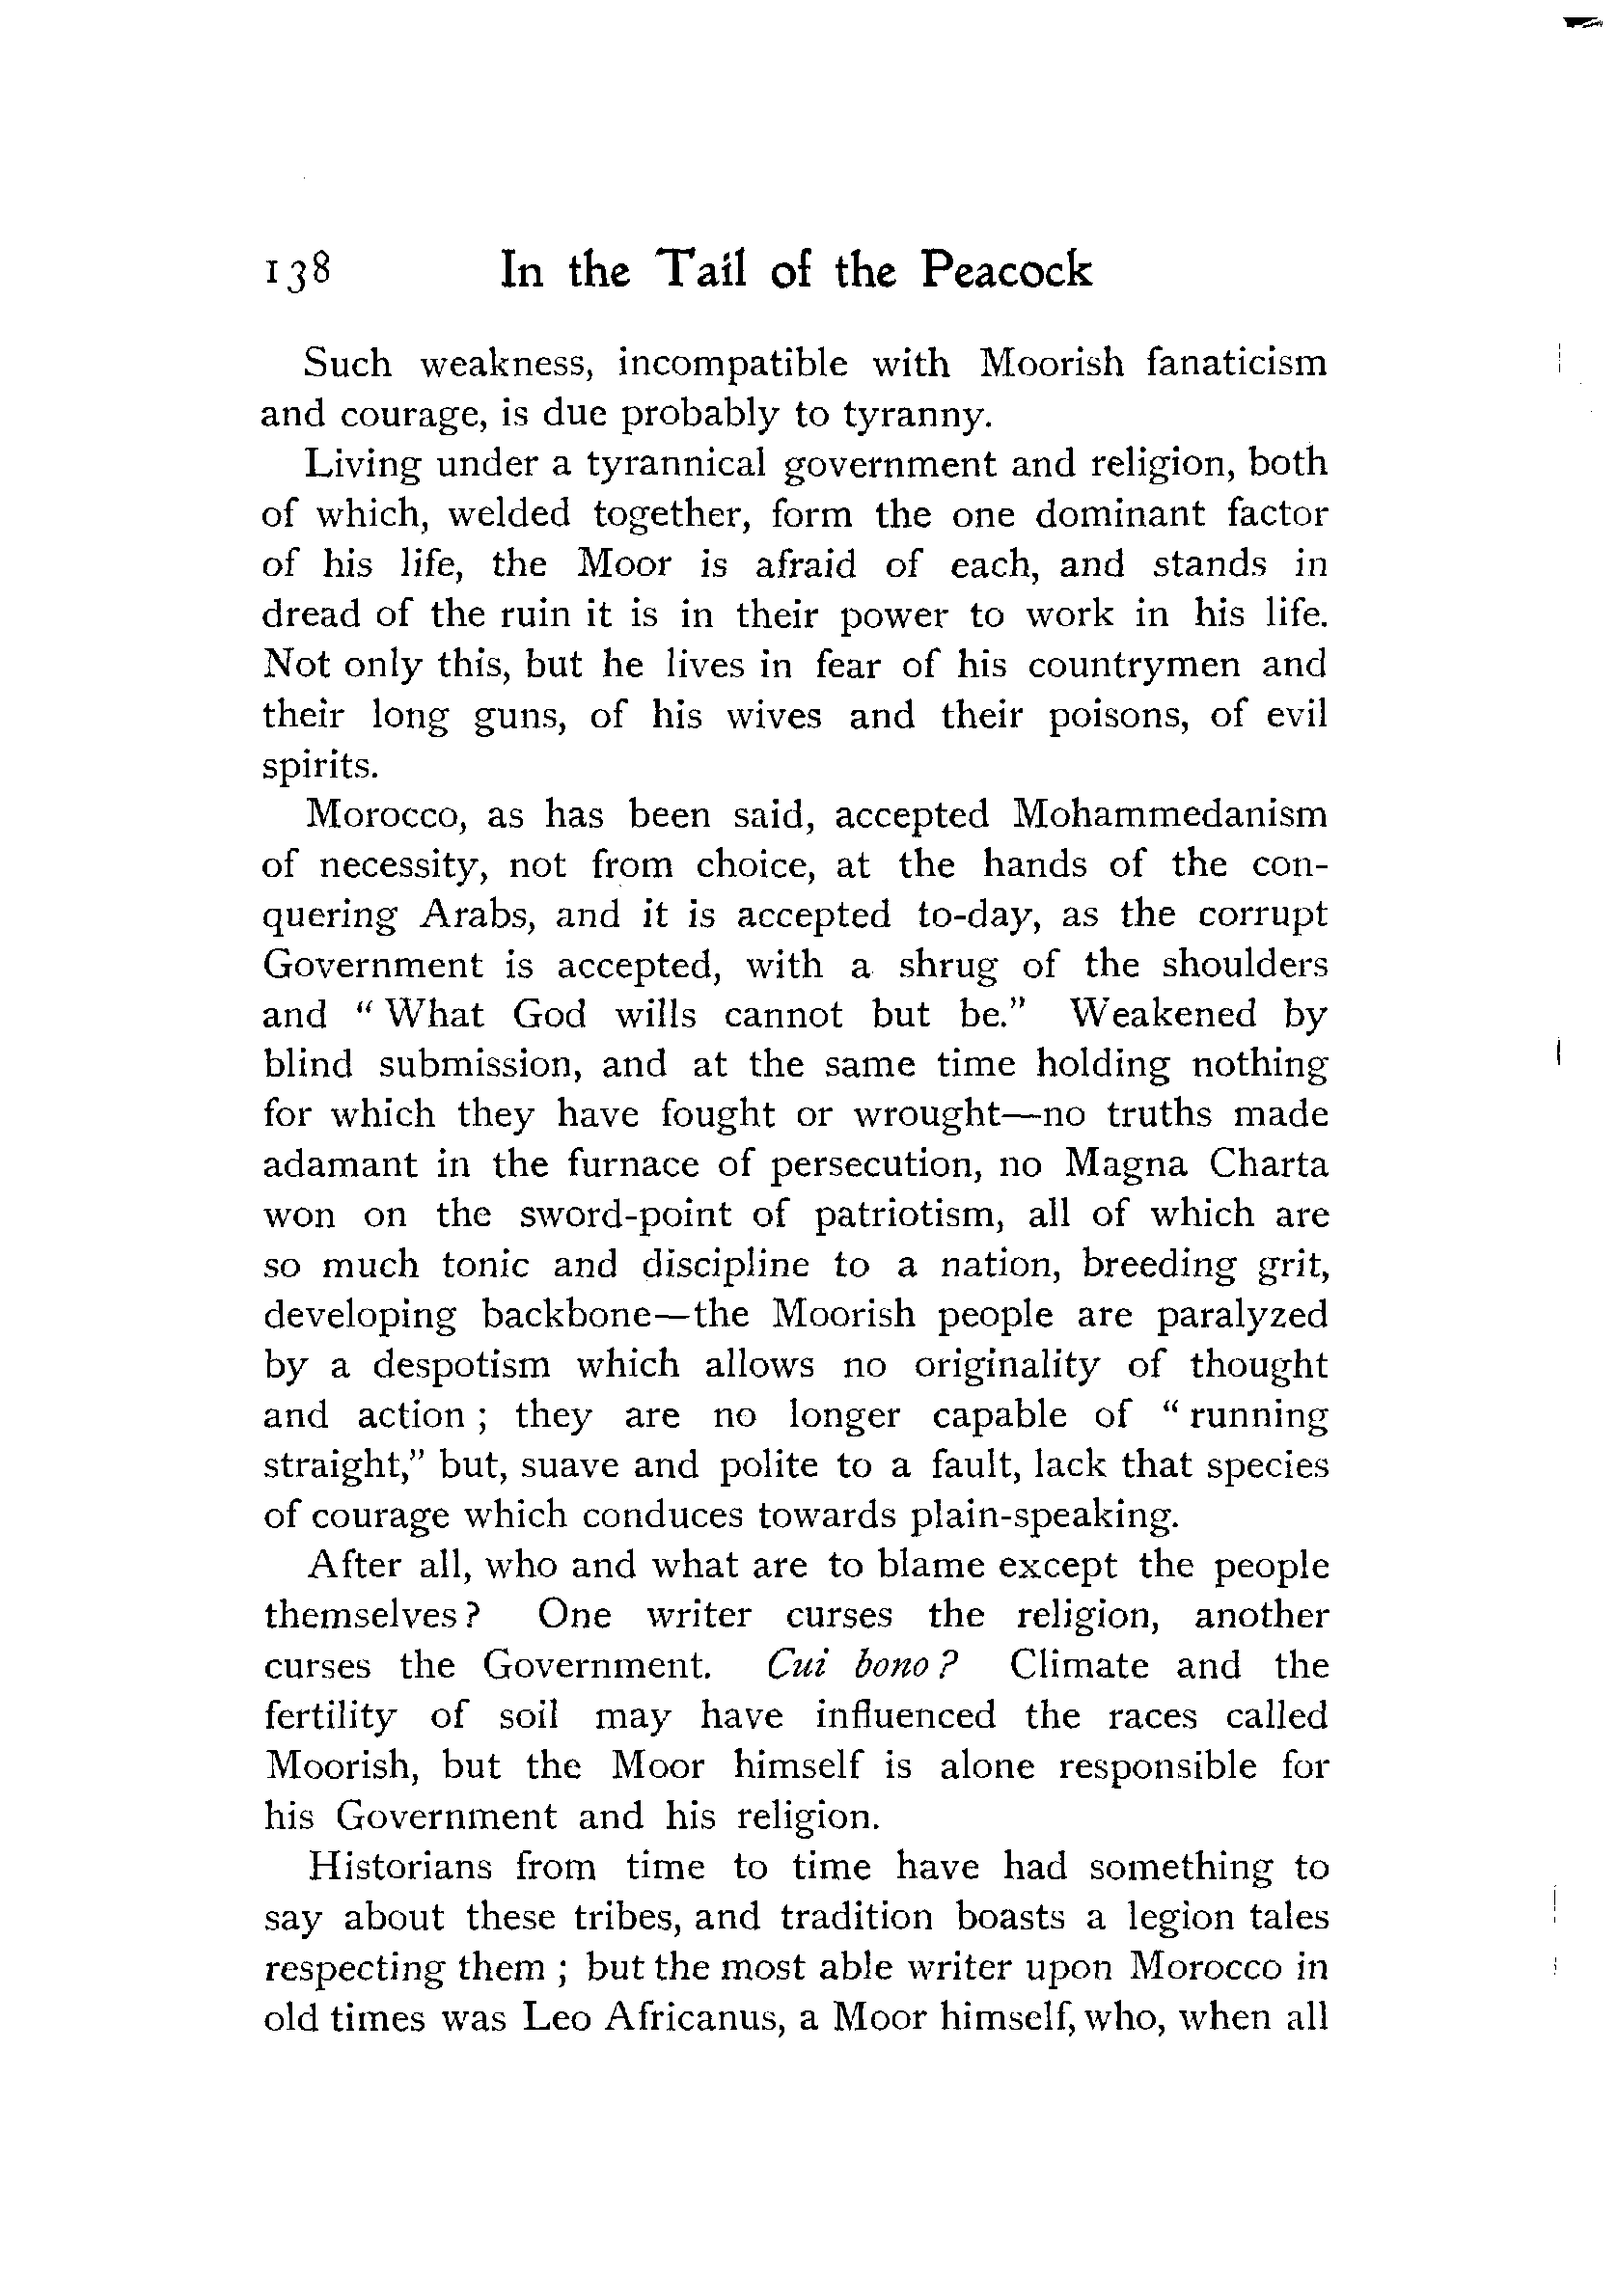 138 In the Tail of the Peacock
Such weakness, incompatible with Moorish fanaticism
and courage, is due probably to tyranny.
Living under a tyrannical government and religion, both
of which, welded together, form the one dominant factor
of his life, the Moor is afraid of each, and stands in
dread of the ruin it is in their power to work in his life.
Not only this, but he lives in fear of his countrymen and
their long guns, of his wives and their poisons, of evil
spirits.
Morocco, as has been said, accepted Mohammedanism
of necessity, not from choice, at the hands of the con-
quering Arabs, and it is accepted to-day, as the corrupt
Government is accepted, with a shrug of the shoulders
and “What God wills cannot but be.” Weakened by
blind submission, and at the same time holding nothing
for which they have fought or wrought—no truths made
adamant in the furnace of persecution, no Magna Charta
won on the sword-point of patriotism, all of which are
so much tonic and discipline to a nation, breeding grit,
developing backbone—the Moorish people are paralyzed
by a despotism which allows no originality of thought
and action ; they are no longer capable of “running
straight,” but, suave and polite to a fault, lack that species
of courage which conduces towards plain-speaking.
After all, who and what are to blame except the people
themselves? One writer curses the religion, another
curses the Government. Cui bono? Climate and the
fertility of soil may have influenced the races called
Moorish, but the Moor himself is alone responsible for
his Government and his religion.
Historians from time to time have had something to
say about these tribes, and tradition boasts a legion tales
respecting them ; but the most able writer upon Morocco in
old times was Leo Africanus, a Moor himself, who, when all